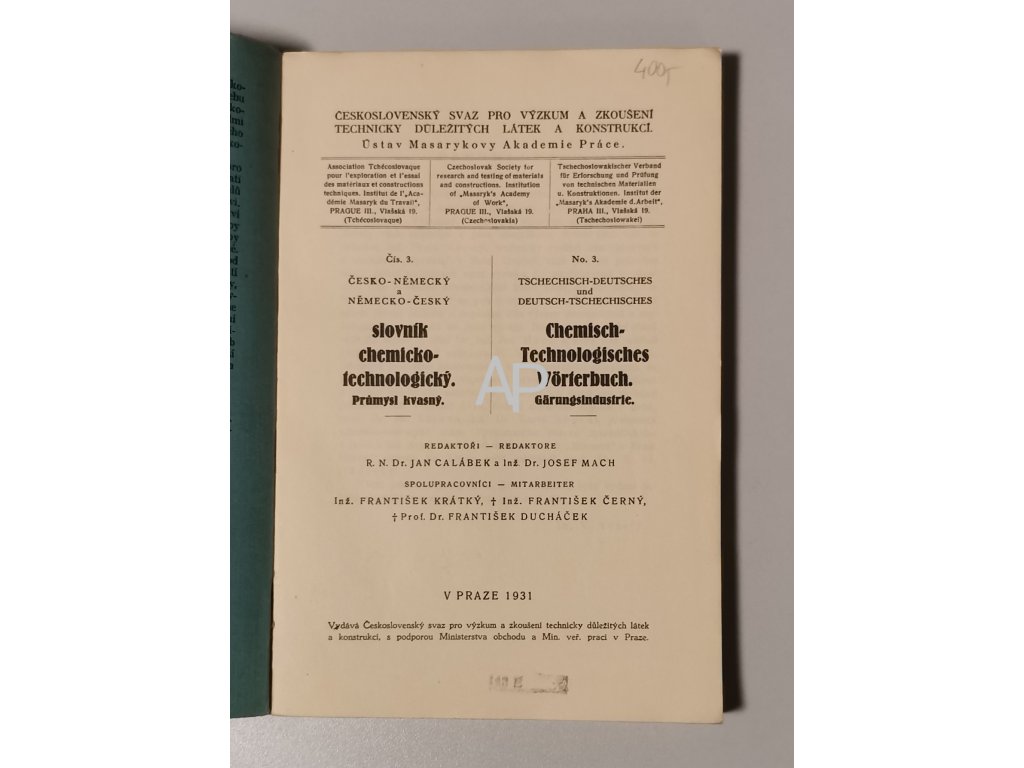 400,-
ČESKOSLOVENSKÝ SVAZ PRO VÝZKUM A ZKOUŠENÍ
TECHNICKY DŮLEŽITÝCH LÁTEK A KONSTRUKCÍ.
Ústav Masarykovy Akademie Práce.
Association Tchécoslovaque
pour l'exploration et l'essai
des matériaux et constructions
techniques. Institut de l'„Aca-
démie Masaryk du Travail",
PRAGUE III., Vlašská 19.
(Tchécoslovaque)
Czechoslovak Society for
research and testing of materials
and constructions. Institution
of „Masaryk's Academy
of Work",
PRAGUE III., Vlašská 19.
(Czechoslovakia)
Tschechoslowakischer Verband
für Erforschung und Prüfung
von technischen Materialien
u. Konstruktionen. Institut der
„Masaryk's Akademie d. Arbeit",
PRAHA III., Vlašská 19.
(Tschechoslowakei)
Čís. 3.
ČESKO-NĚMECKÝ
a
NĚMECKO-ČESKÝ
slovník
chemicko-
technologický.
Průmysl kvasný.
No. 3.
TSCHECHISCH-DEUTSCHES
und
DEUTSCH-TSCHECHISCHES
Chemisch-
Technologisches
Wörterbuch.
Gärungsindustrie.
AP
REDAKTOŘI — REDAKTORE
R. N. Dr. JAN CALÁBEK a Inž. Dr. JOSEF MACH
SPOLUPRACOVNÍCI — MITARBEITER
Inž. FRANTIŠEK KRÁTKÝ, † Inž. FRANTIŠEK ČERNÝ,
† Prof. Dr. FRANTIŠEK DUCHÁČEK
V PRAZE 1931
Vydává Československý svaz pro výzkum a zkoušení technicky důležitých látek
a konstrukcí, s podporou Ministerstva obchodu a Min. veř. prací v Praze.